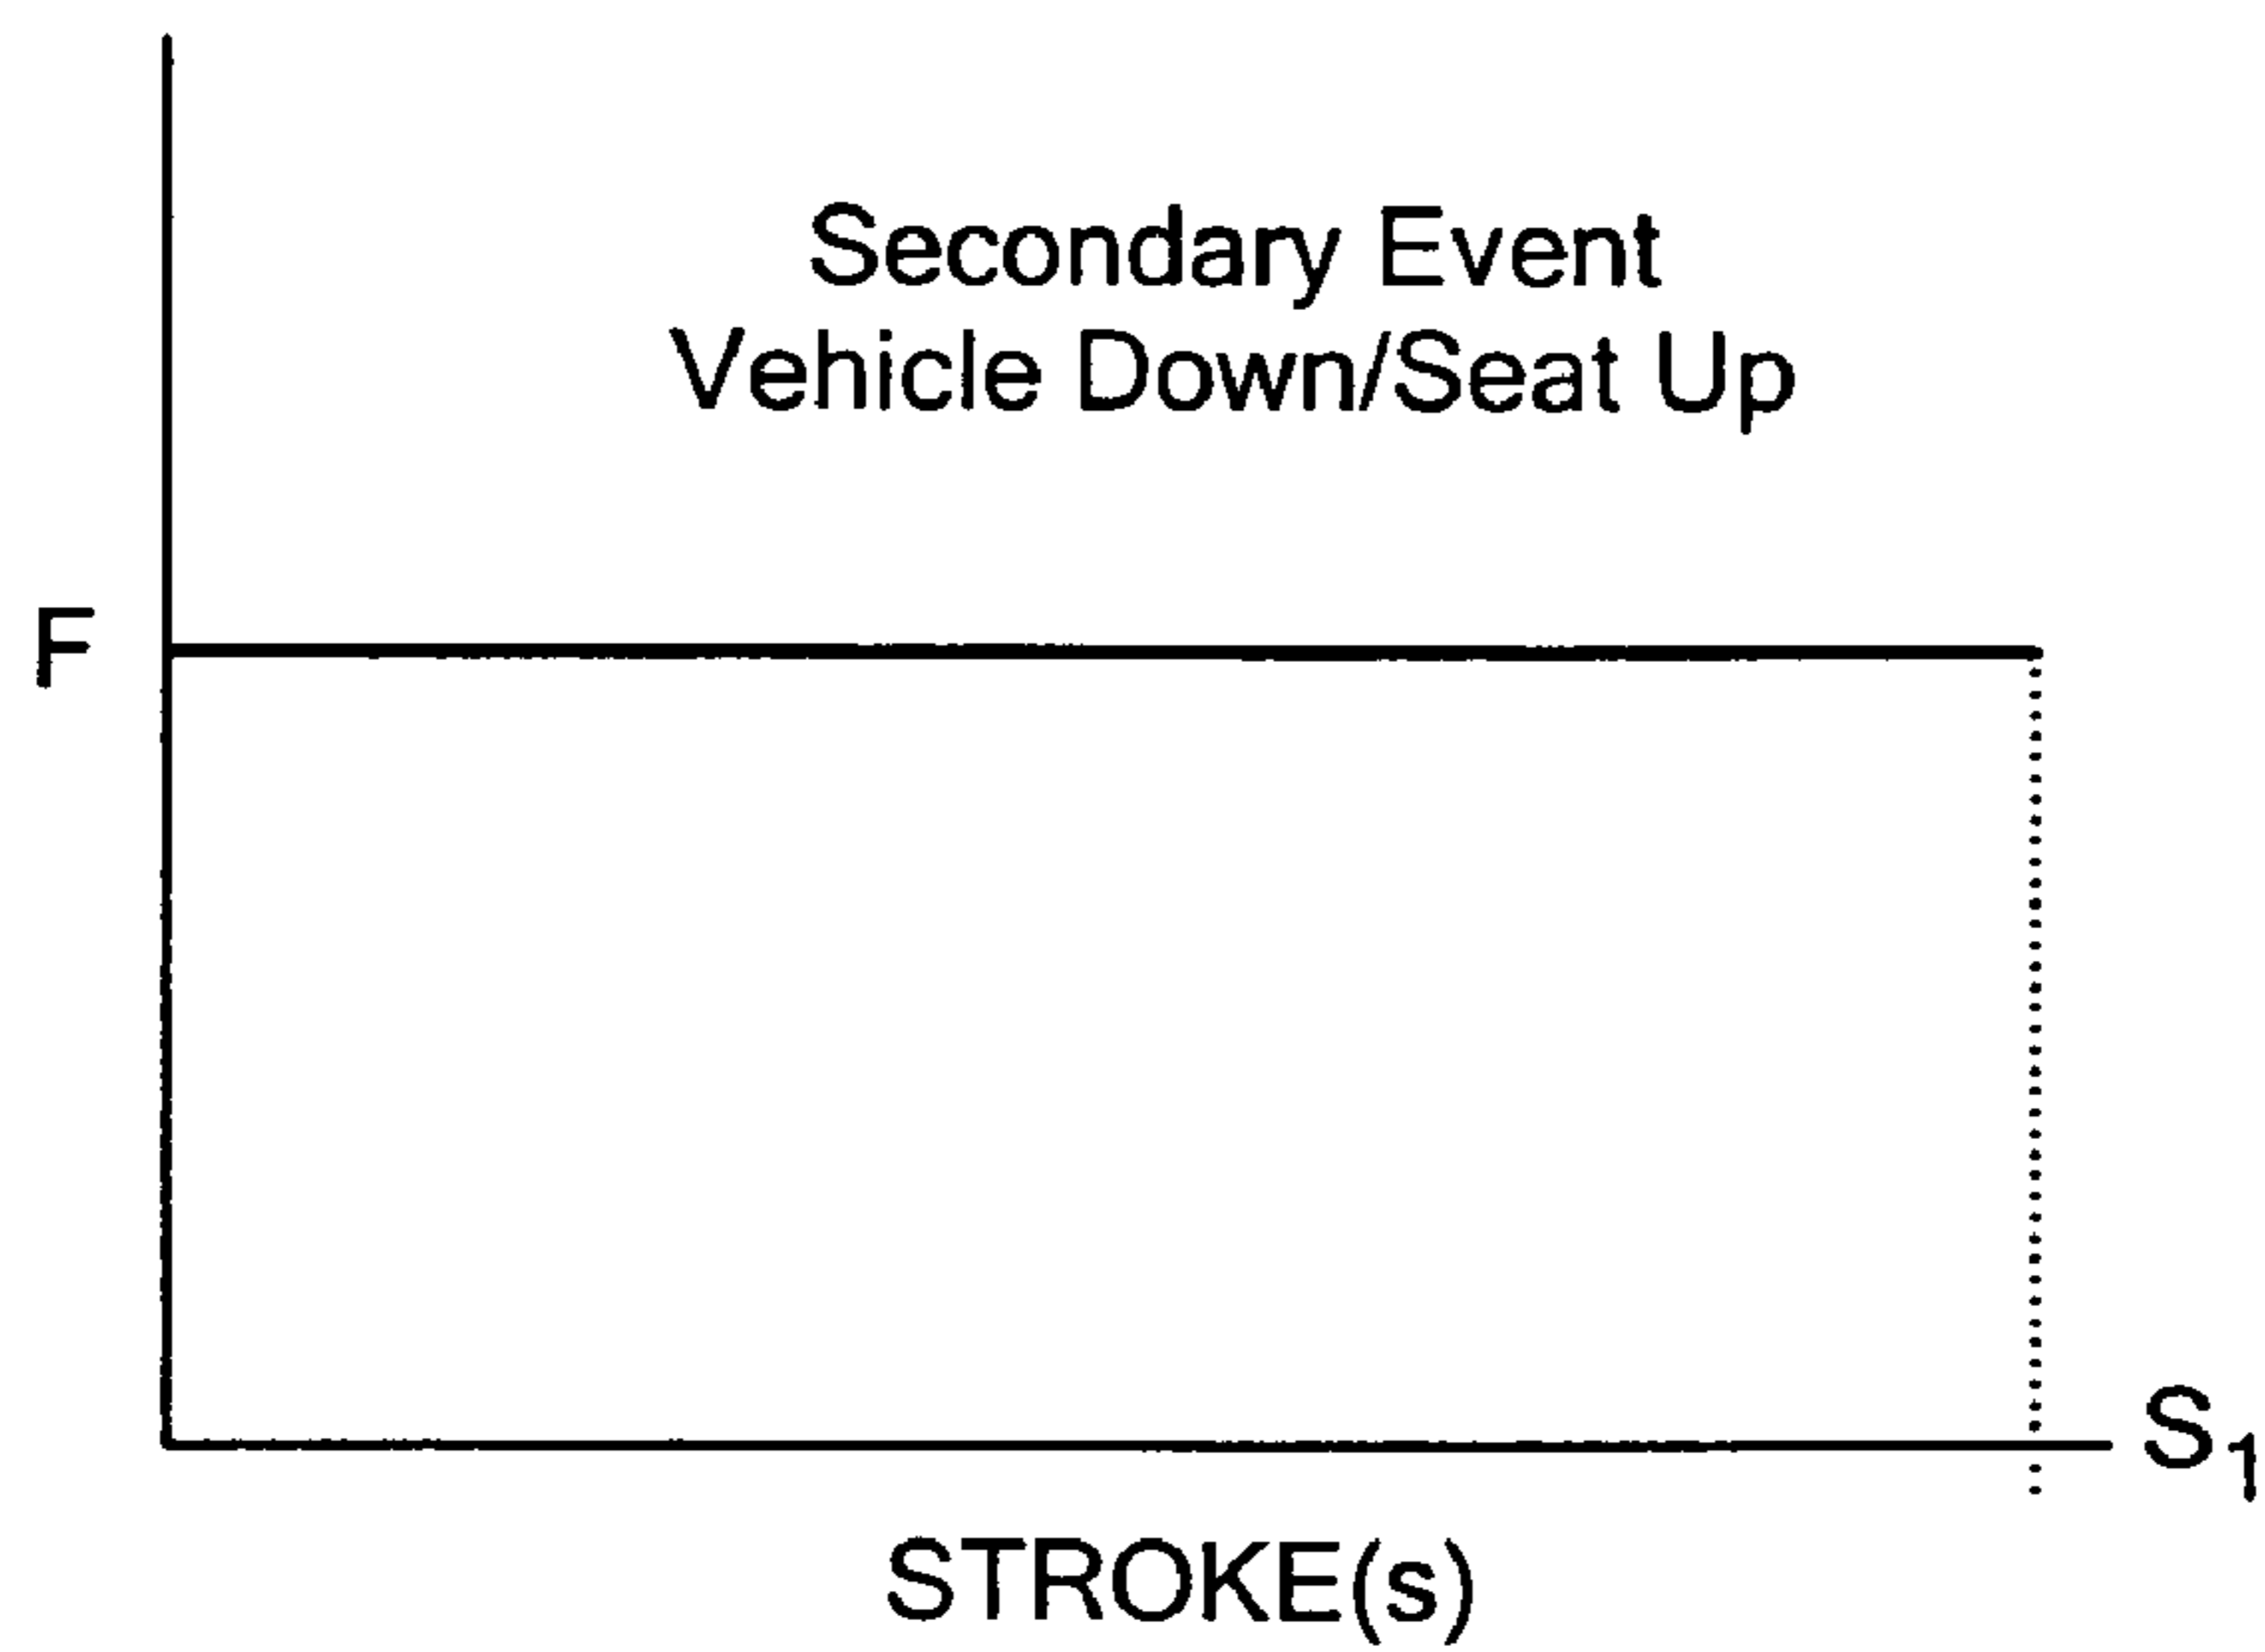 Secondary Event
Vehicle Down/Seat Up
F
S₁
STROKE(s)